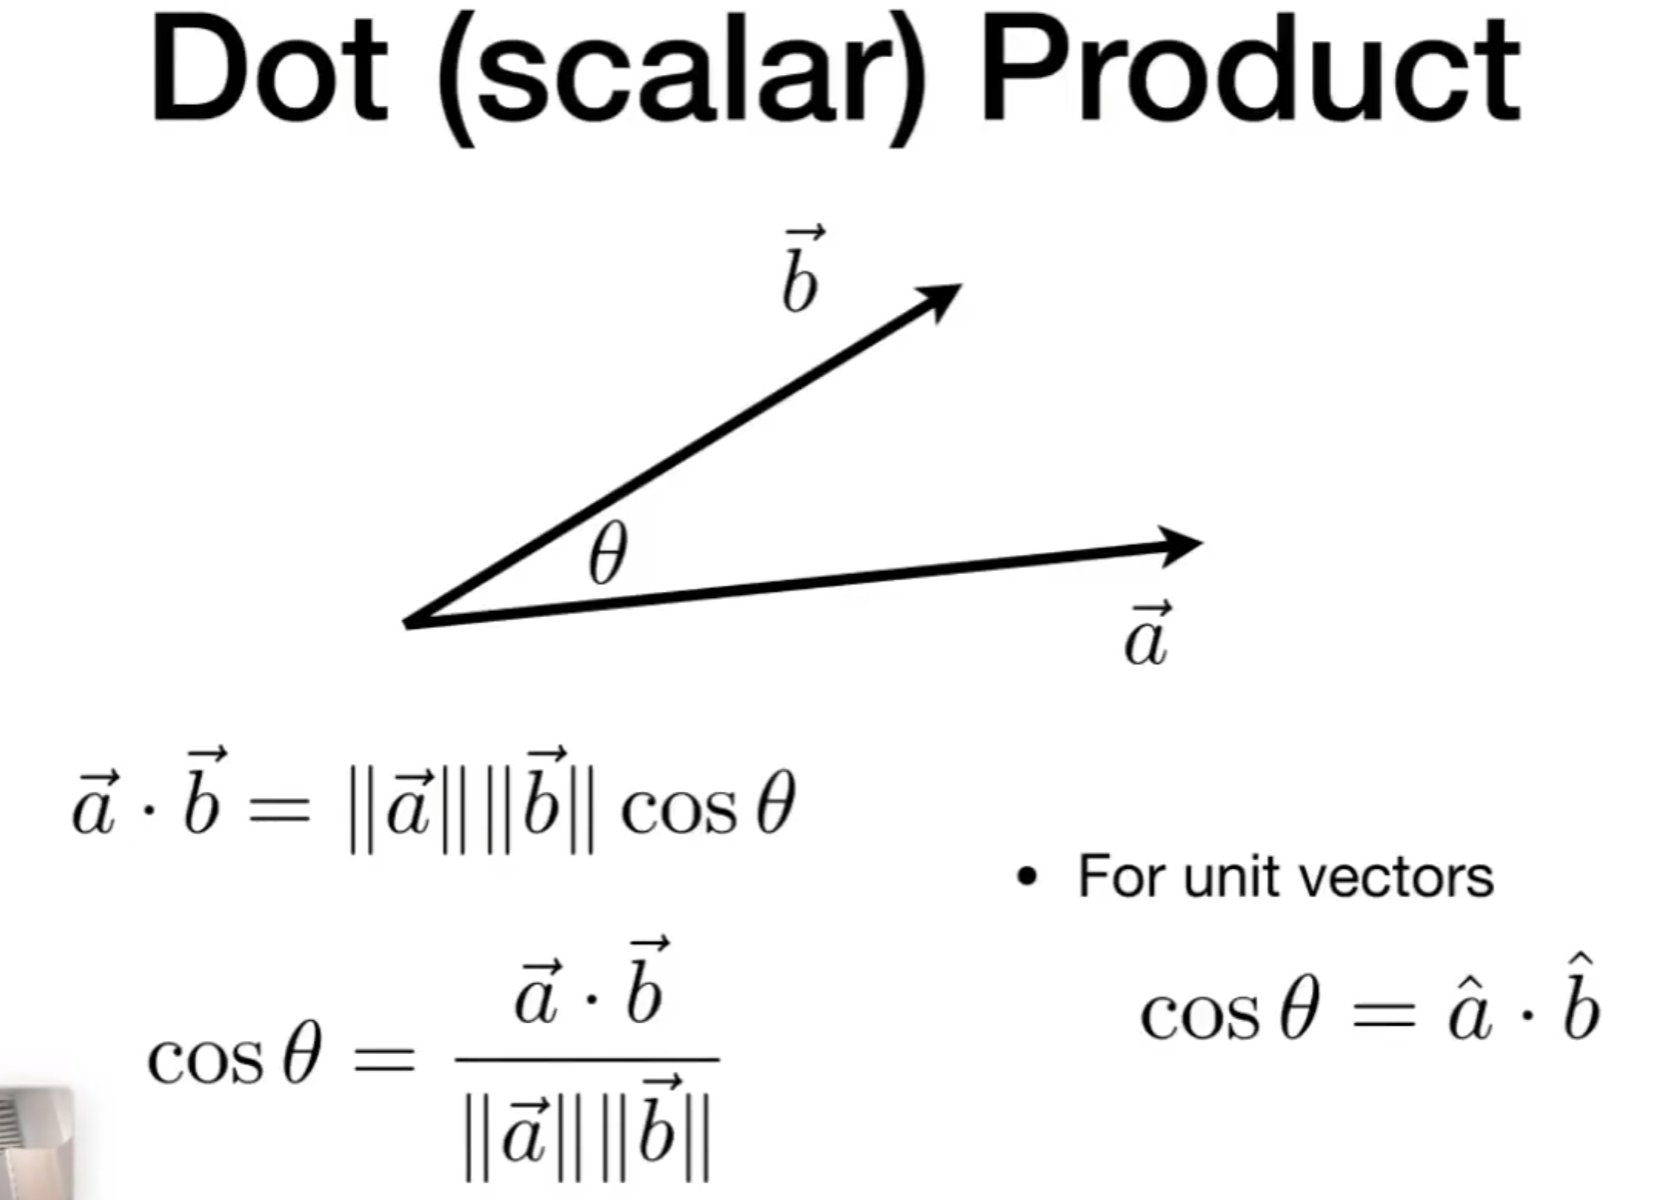 Dot (scalar) Product
$\vec{b}$
$\theta$
$\vec{a}$
$\vec{a} \cdot \vec{b} = \|\vec{a}\| \|\vec{b}\| \cos \theta$
• For unit vectors
$\cos \theta = \frac{\vec{a} \cdot \vec{b}}{\|\vec{a}\| \|\vec{b}\|}$
$\cos \theta = \hat{a} \cdot \hat{b}$